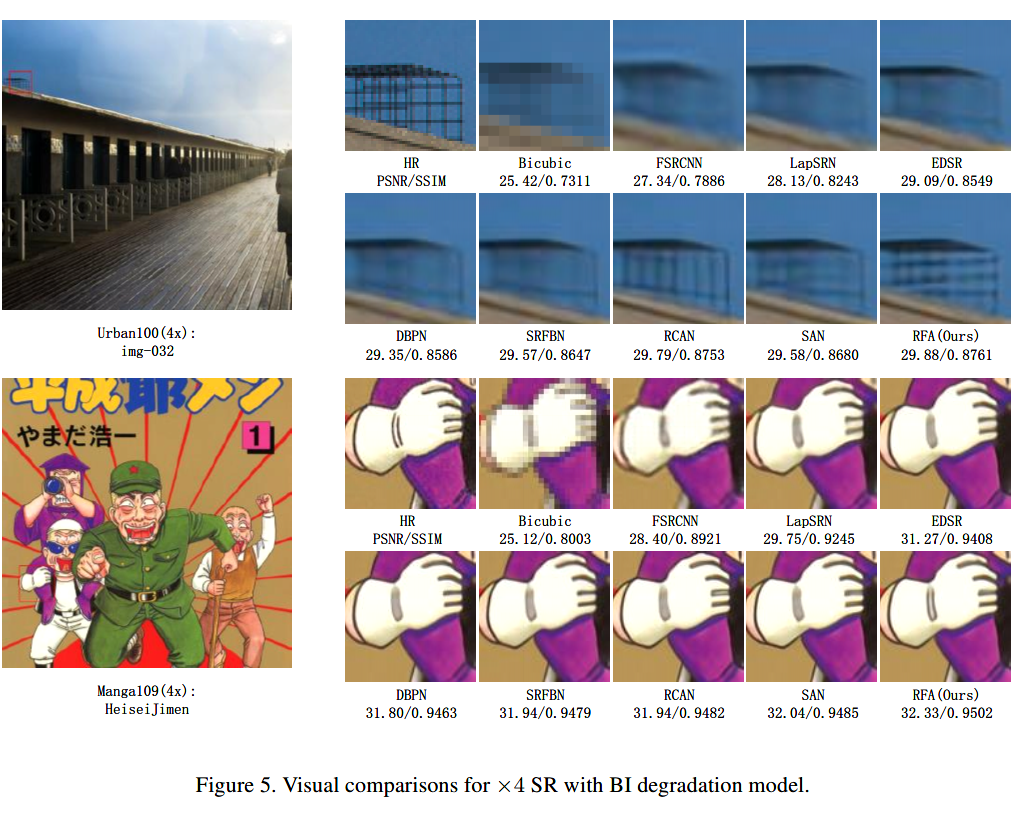 HR
PSNR/SSIM
Bicubic
25.42/0.7311
FSRCNN
27.34/0.7886
LapSRN
28.13/0.8243
EDSR
29.09/0.8549
DBPN
29.35/0.8586
SRFBN
29.57/0.8647
RCAN
29.79/0.8753
SAN
29.58/0.8680
RFA(Ours)
29.88/0.8761
Urban100(4x):
img-032
平成爺メン
やまだ浩一
1
HR
PSNR/SSIM
Bicubic
25.12/0.8003
FSRCNN
28.40/0.8921
LapSRN
29.75/0.9245
EDSR
31.27/0.9408
DBPN
31.80/0.9463
SRFBN
31.94/0.9479
RCAN
31.94/0.9482
SAN
32.04/0.9485
RFA(Ours)
32.33/0.9502
Manga109(4x):
HeiseiJimen
Figure 5. Visual comparisons for ×4 SR with BI degradation model.